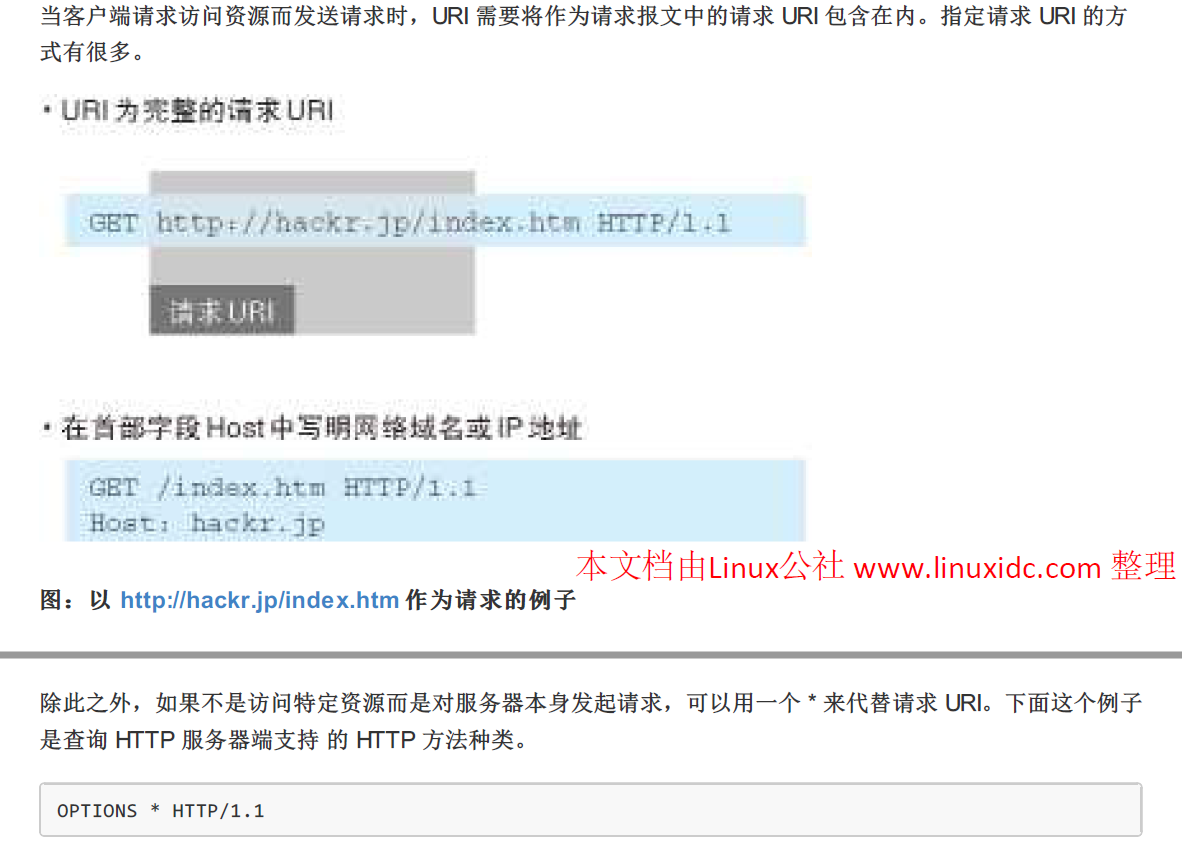 当客户端请求访问资源而发送请求时，URI 需要将作为请求报文中的请求 URI 包含在内。指定请求 URI 的方
式有很多。
・URI 为完整的请求 URI
GET http://hackr.jp/index.htm HTTP/1.1
请求 URI
・在首部字段 Host 中写明网络域名或 IP 地址
GET /index.htm HTTP/1.1
Host: hackr.jp
本文档由Linux公社 www.linuxidc.com 整理
图：以 http://hackr.jp/index.htm 作为请求的例子
除此之外，如果不是访问特定资源而是对服务器本身发起请求，可以用一个 * 来代替请求 URI。下面这个例子
是查询 HTTP 服务器端支持 的 HTTP 方法种类。
OPTIONS * HTTP/1.1